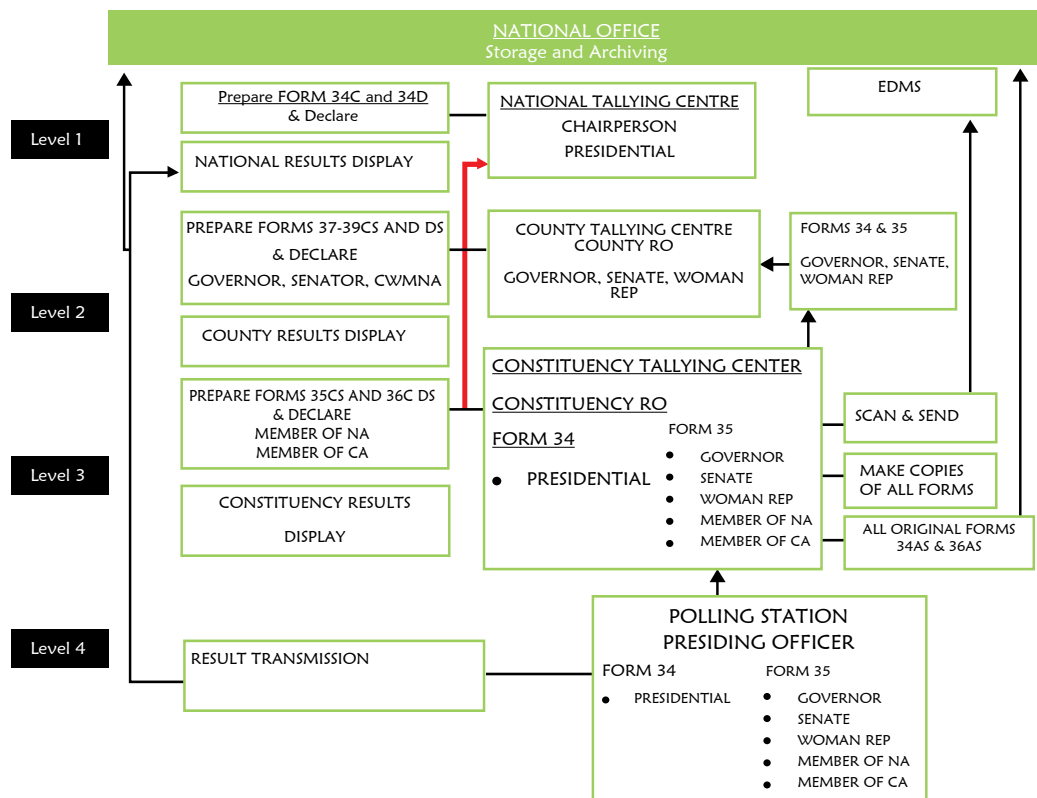 NATIONAL OFFICE
Storage and Archiving
Level 1
Prepare FORM 34C and 34D
& Declare
NATIONAL TALLYING CENTRE
CHAIRPERSON
PRESIDENTIAL
EDMS
NATIONAL RESULTS DISPLAY
Level 2
PREPARE FORMS 37-39CS AND DS
& DECLARE
GOVERNOR, SENATOR, CWMNA
COUNTY TALLYING CENTRE
COUNTY RO
GOVERNOR, SENATE, WOMAN
REP
FORMS 34 & 35
GOVERNOR, SENATE,
WOMAN REP
COUNTY RESULTS DISPLAY
Level 3
PREPARE FORMS 35CS AND 36C DS
& DECLARE
MEMBER OF NA
MEMBER OF CA
CONSTITUENCY TALLYING CENTER
CONSTITUENCY RO
FORM 34
• PRESIDENTIAL
FORM 35
• GOVERNOR
• SENATE
• WOMAN REP
• MEMBER OF NA
• MEMBER OF CA
SCAN & SEND
MAKE COPIES
OF ALL FORMS
ALL ORIGINAL FORMS
34AS & 36AS
CONSTITUENCY RESULTS
DISPLAY
Level 4
RESULT TRANSMISSION
POLLING STATION
PRESIDING OFFICER
FORM 34
• PRESIDENTIAL
FORM 35
• GOVERNOR
• SENATE
• WOMAN REP
• MEMBER OF NA
• MEMBER OF CA